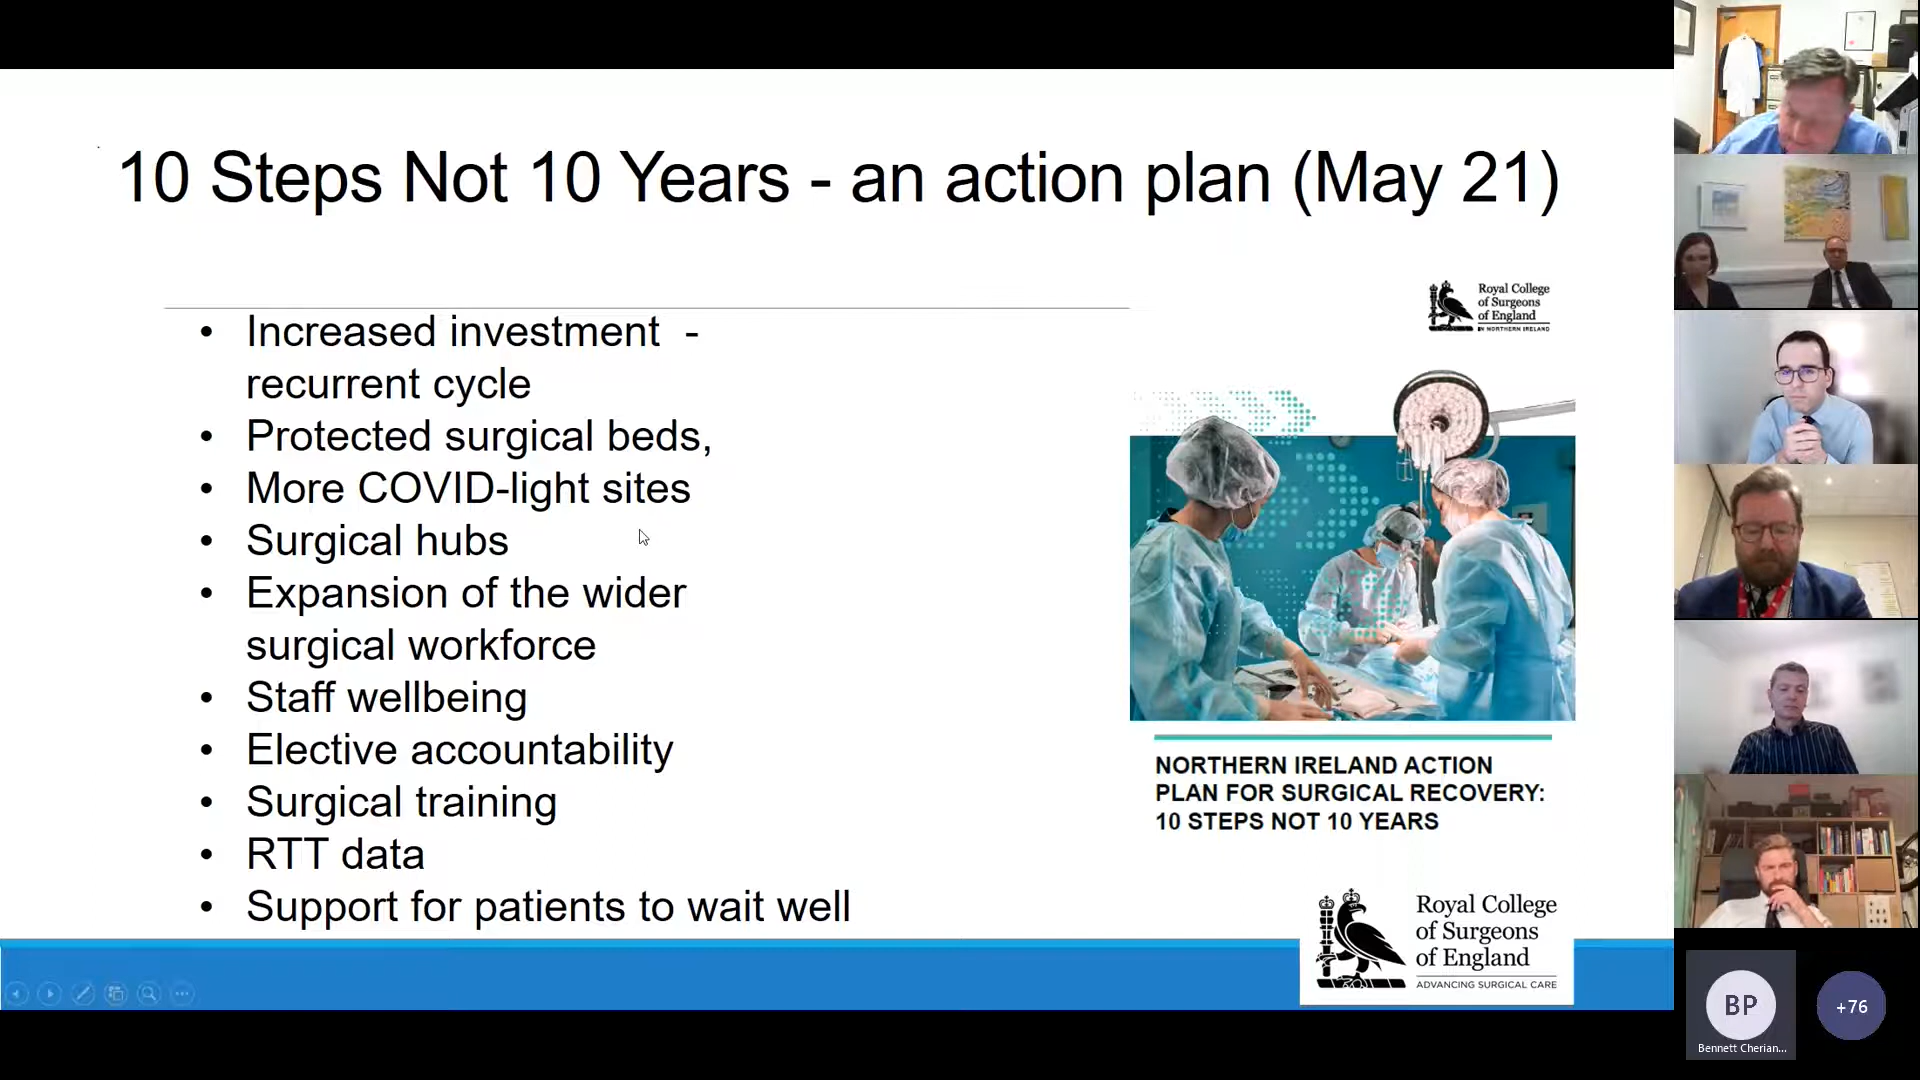 10 Steps Not 10 Years - an action plan (May 21)
• Increased investment -
recurrent cycle
• Protected surgical beds,
• More COVID-light sites
• Surgical hubs
• Expansion of the wider
surgical workforce
• Staff wellbeing
• Elective accountability
• Surgical training
• RTT data
• Support for patients to wait well
Royal College
of Surgeons
of England
IN NORTHERN IRELAND
NORTHERN IRELAND ACTION
PLAN FOR SURGICAL RECOVERY:
10 STEPS NOT 10 YEARS
Royal College
of Surgeons
of England
ADVANCING SURGICAL CARE
BP
Bennett Cherian...
+76